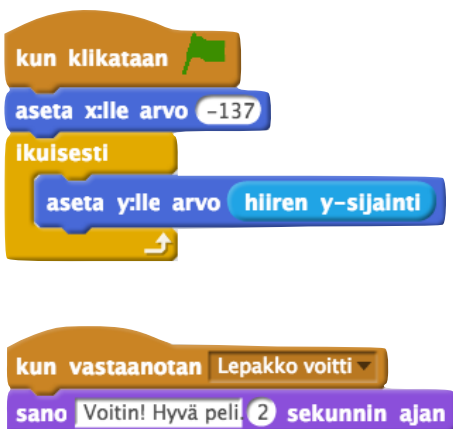 kun klikataan
aseta x:lle arvo -137
ikuisesti
aseta y:lle arvo hiiren y-sijainti
kun vastaanotan Lepakko voitti
sano Voitin! Hyvä peli. 2 sekunnin ajan